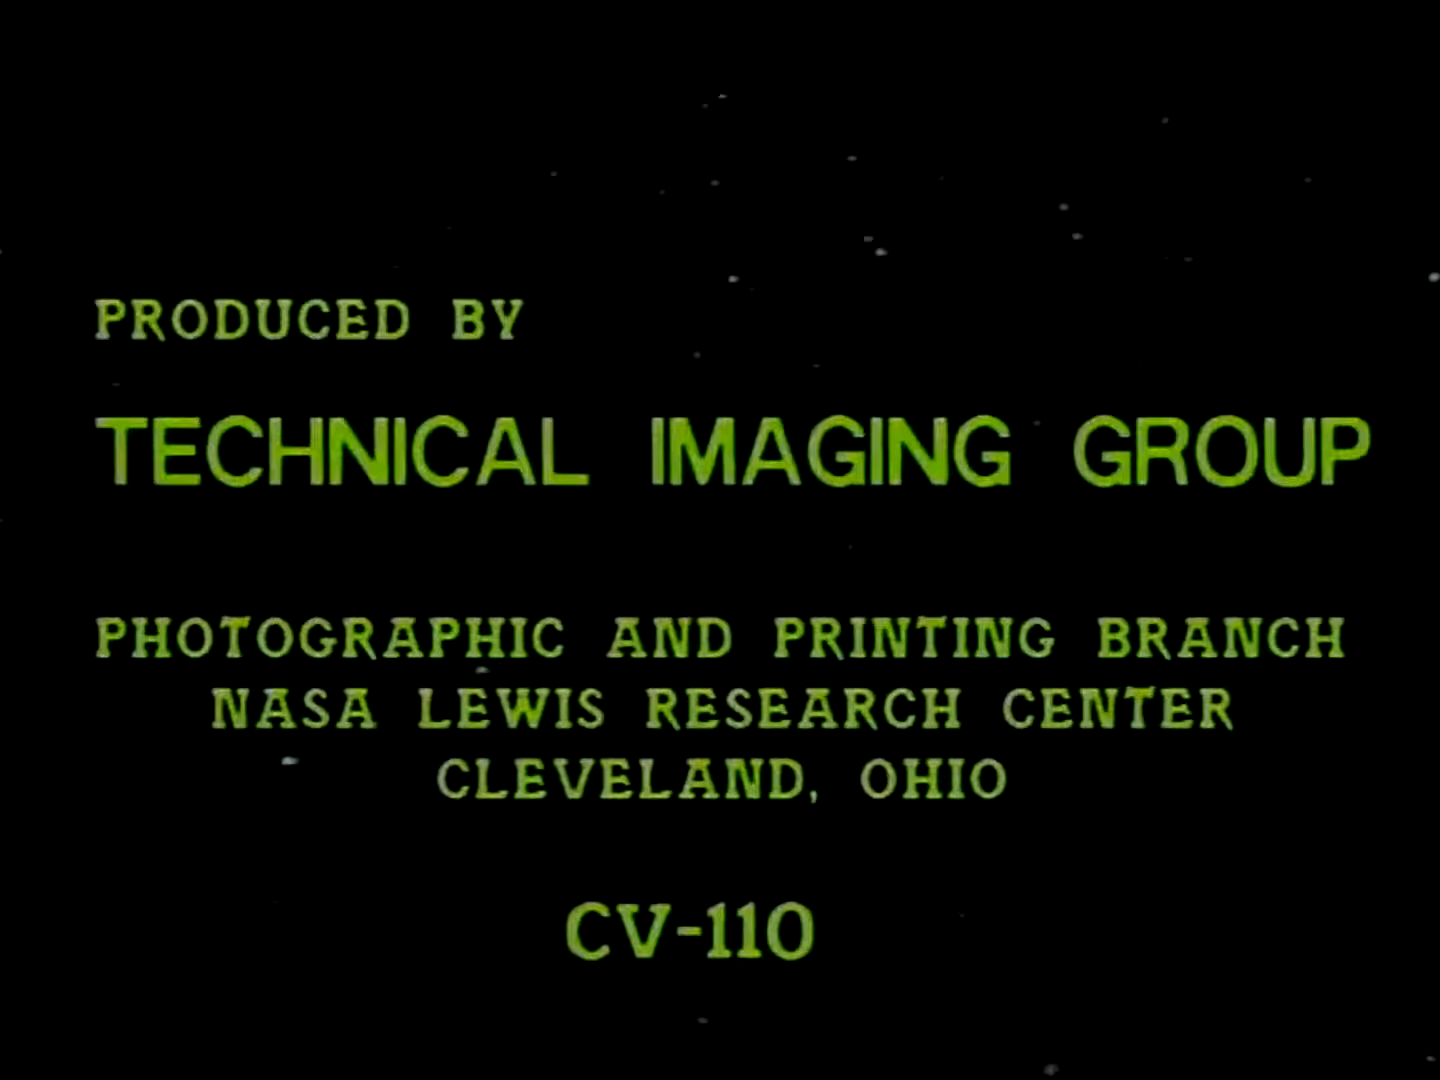 PRODUCED BY
TECHNICAL IMAGING GROUP
PHOTOGRAPHIC AND PRINTING BRANCH
NASA LEWIS RESEARCH CENTER
CLEVELAND, OHIO
CV-110